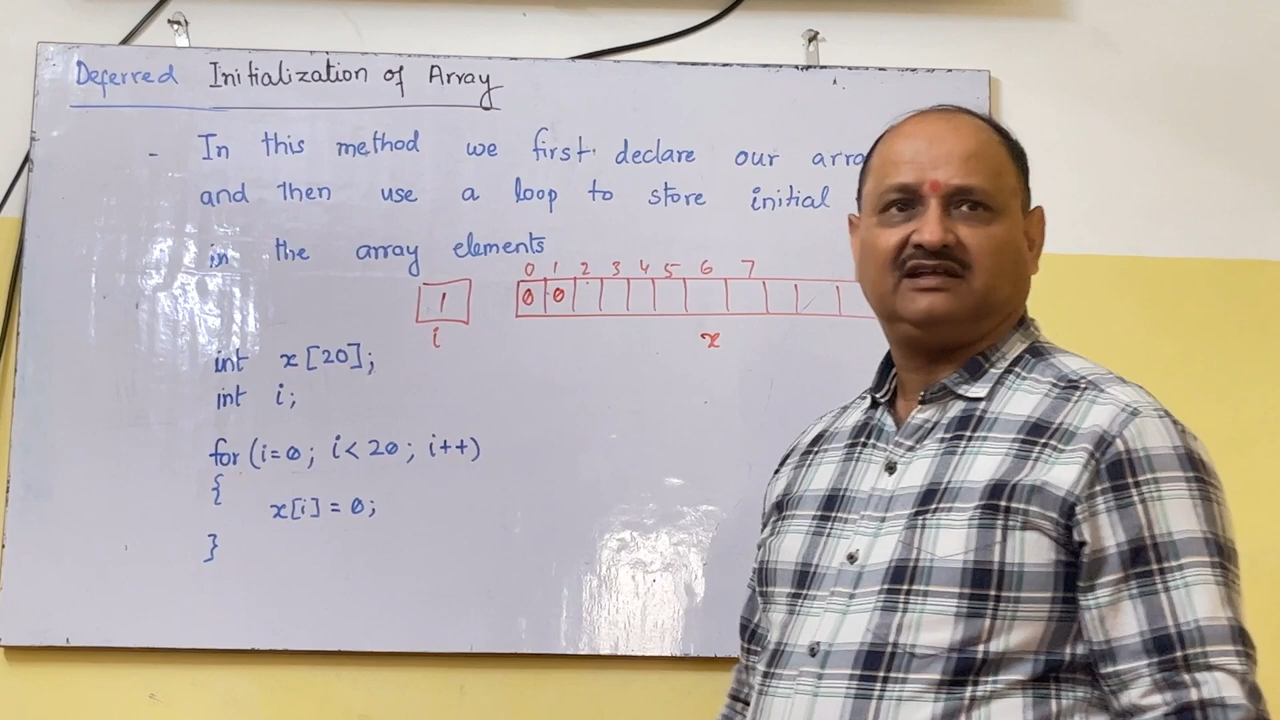 Deferred Initialization of Array
- In this method we first declare our
and then use a loop to store initial
in the array elements
0 1 2 3 4 5 6 7
1 0 0
i x
int x[20];
int i;
for (i=0; i<20; i++)
{
x[i] = 0;
}